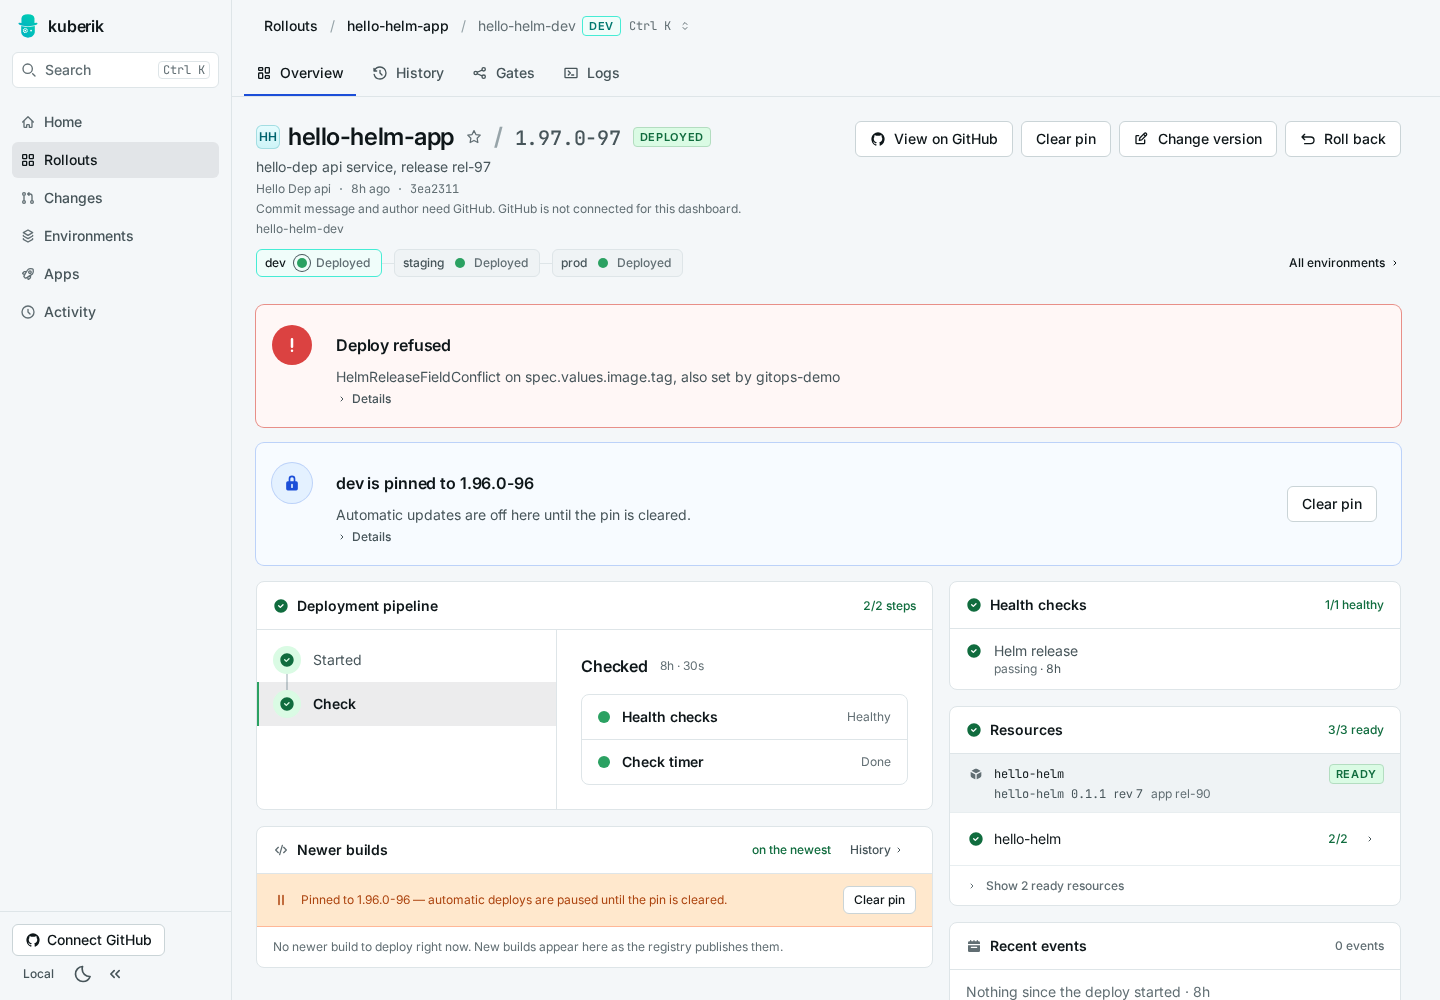 kuberik
Search
Ctrl K
Home
Rollouts
Changes
Environments
Apps
Activity
Connect GitHub
Local
Rollouts / hello-helm-app / hello-helm-dev DEV Ctrl K
Overview History Gates Logs
HH hello-helm-app / 1.97.0-97 DEPLOYED
View on GitHub Clear pin Change version Roll back
hello-dep api service, release rel-97
Hello Dep api · 8h ago · 3ea2311
Commit message and author need GitHub. GitHub is not connected for this dashboard.
hello-helm-dev
dev Deployed staging Deployed prod Deployed
All environments
Deploy refused
HelmReleaseFieldConflict on spec.values.image.tag, also set by gitops-demo
Details
dev is pinned to 1.96.0-96
Automatic updates are off here until the pin is cleared.
Details
Clear pin
Deployment pipeline 2/2 steps
Started
Check
Checked 8h · 30s
Health checks Healthy
Check timer Done
Newer builds on the newest History
Pinned to 1.96.0-96 — automatic deploys are paused until the pin is cleared. Clear pin
No newer build to deploy right now. New builds appear here as the registry publishes them.
Health checks 1/1 healthy
Helm release
passing · 8h
Resources 3/3 ready
hello-helm READY
hello-helm 0.1.1 rev 7 app rel-90
hello-helm 2/2
Show 2 ready resources
Recent events 0 events
Nothing since the deploy started · 8h